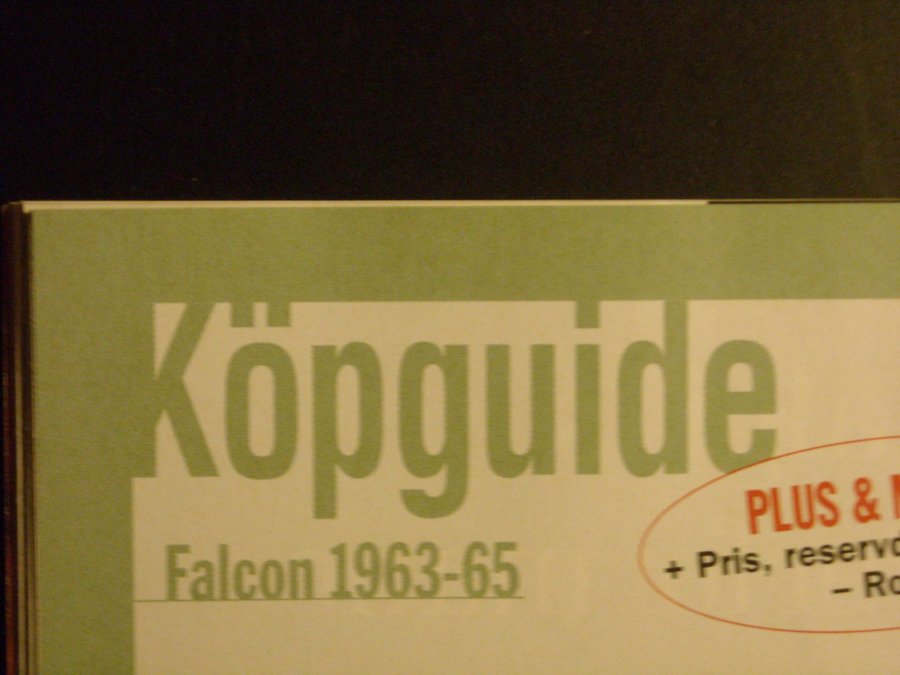 Köpguide
Falcon 1963-65
PLUS &
+ Pris,
–